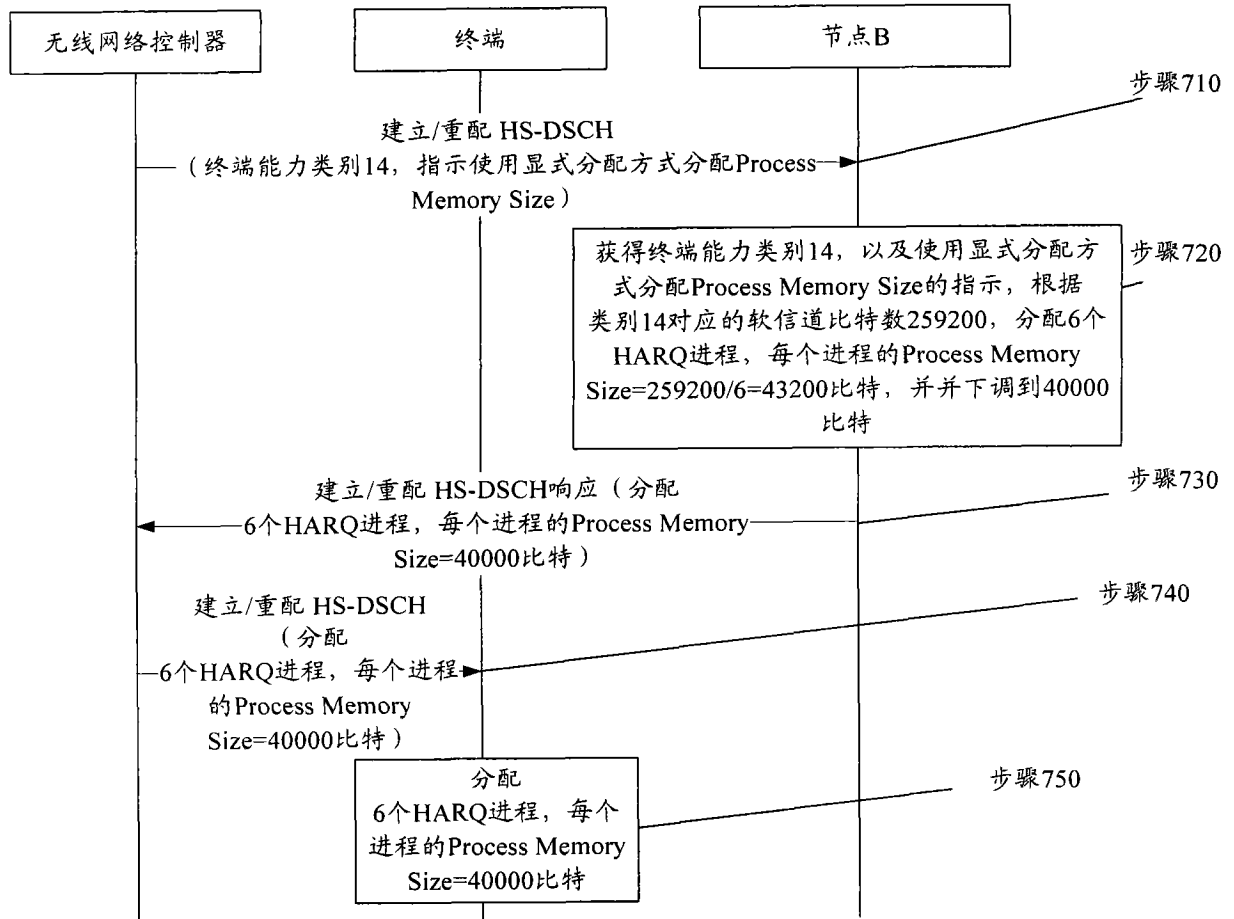 无线网络控制器
终端
节点B
步骤710
建立/重配 HS-DSCH
（终端能力类别14，指示使用显式分配方式分配Process
Memory Size）
获得终端能力类别14，以及使用显式分配方
式分配Process Memory Size的指示，根据
类别14对应的软信道比特数259200，分配6个
HARQ进程，每个进程的Process Memory
Size=259200/6=43200比特，并并下调到40000
比特
步骤720
建立/重配 HS-DSCH响应（分配
6个HARQ进程，每个进程的Process Memory
Size=40000比特）
步骤730
建立/重配 HS-DSCH
（分配
6个HARQ进程，每个进程
的Process Memory
Size=40000比特）
步骤740
分配
6个HARQ进程，每个
进程的Process Memory
Size=40000比特
步骤750